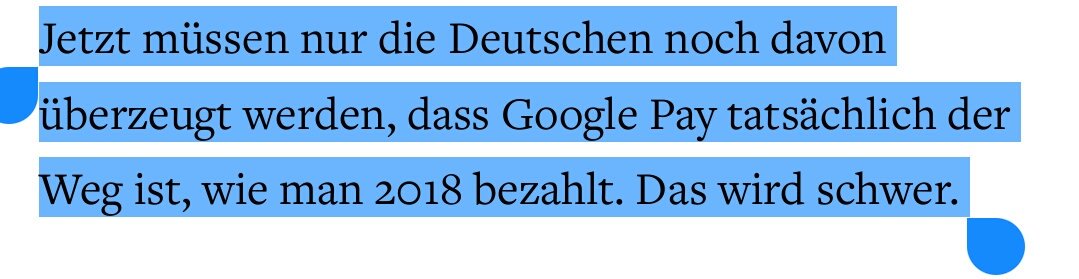 Jetzt müssen nur die Deutschen noch davon
überzeugt werden, dass Google Pay tatsächlich der
Weg ist, wie man 2018 bezahlt. Das wird schwer.